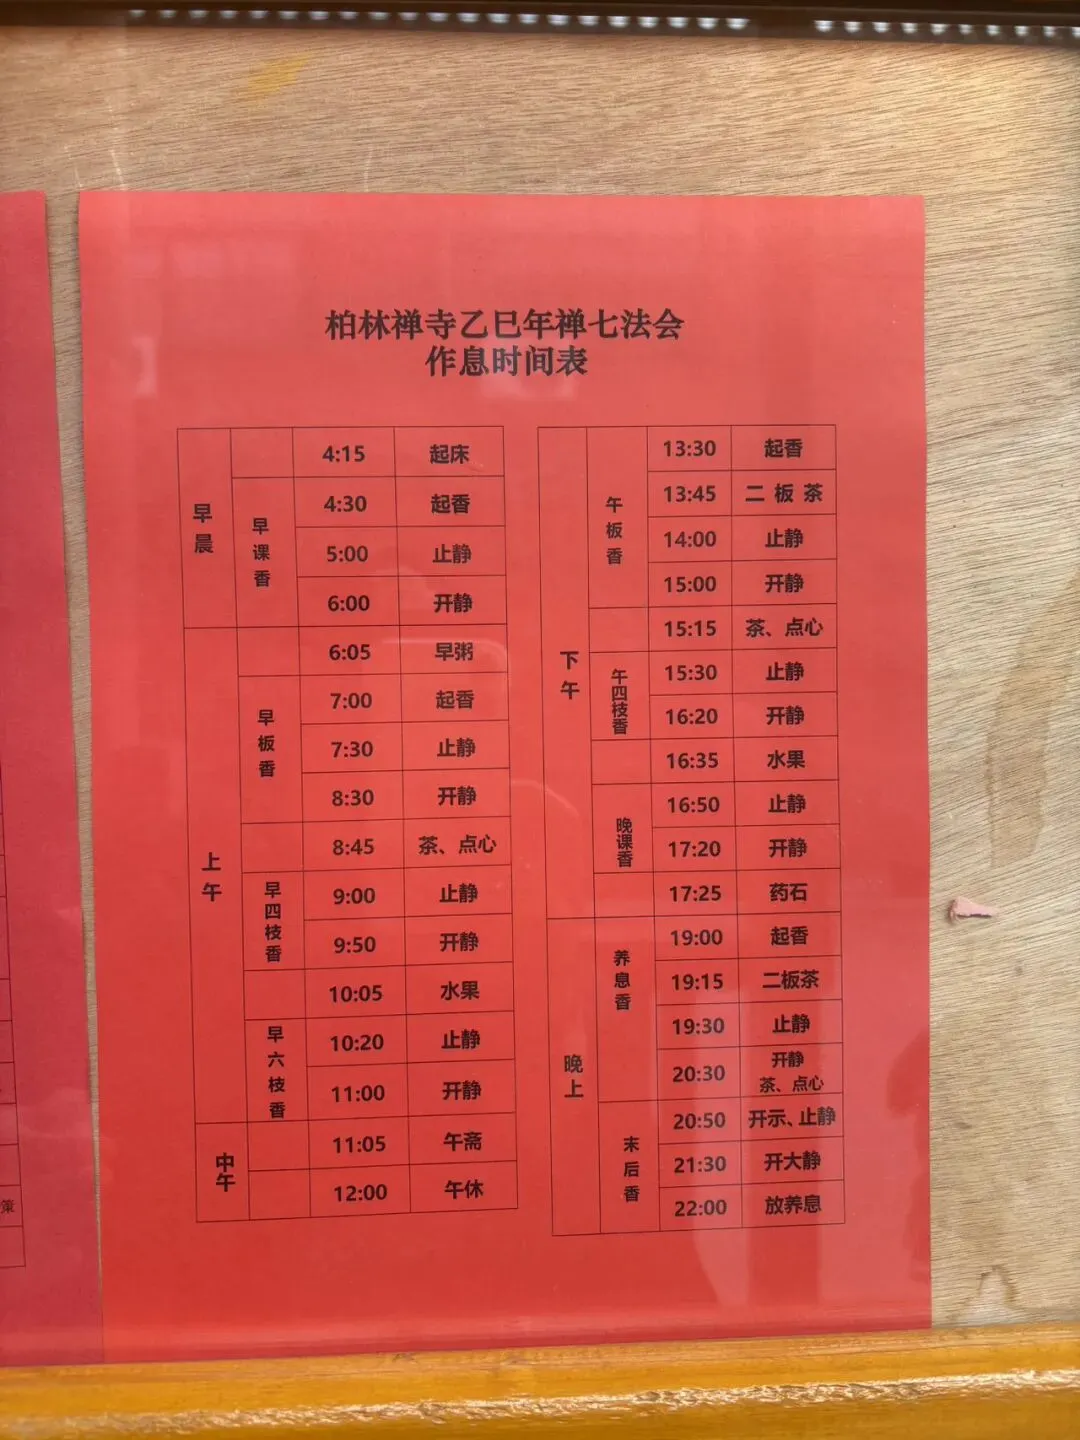 柏林禅寺乙巳年禅七法会
作息时间表
早晨
4:15 起床
早课香
4:30 起香
5:00 止静
6:00 开静
上午
6:05 早粥
早板香
7:00 起香
7:30 止静
8:30 开静
8:45 茶、点心
早四枝香
9:00 止静
9:50 开静
10:05 水果
早六枝香
10:20 止静
11:00 开静
中午
11:05 午斋
12:00 午休
下午
午板香
13:30 起香
13:45 二板茶
14:00 止静
15:00 开静
15:15 茶、点心
午四枝香
15:30 止静
16:20 开静
16:35 水果
晚课香
16:50 止静
17:20 开静
17:25 药石
晚上
养息香
19:00 起香
19:15 二板茶
19:30 止静
20:30 开静
茶、点心
末后香
20:50 开示、止静
21:30 开大静
22:00 放养息
策